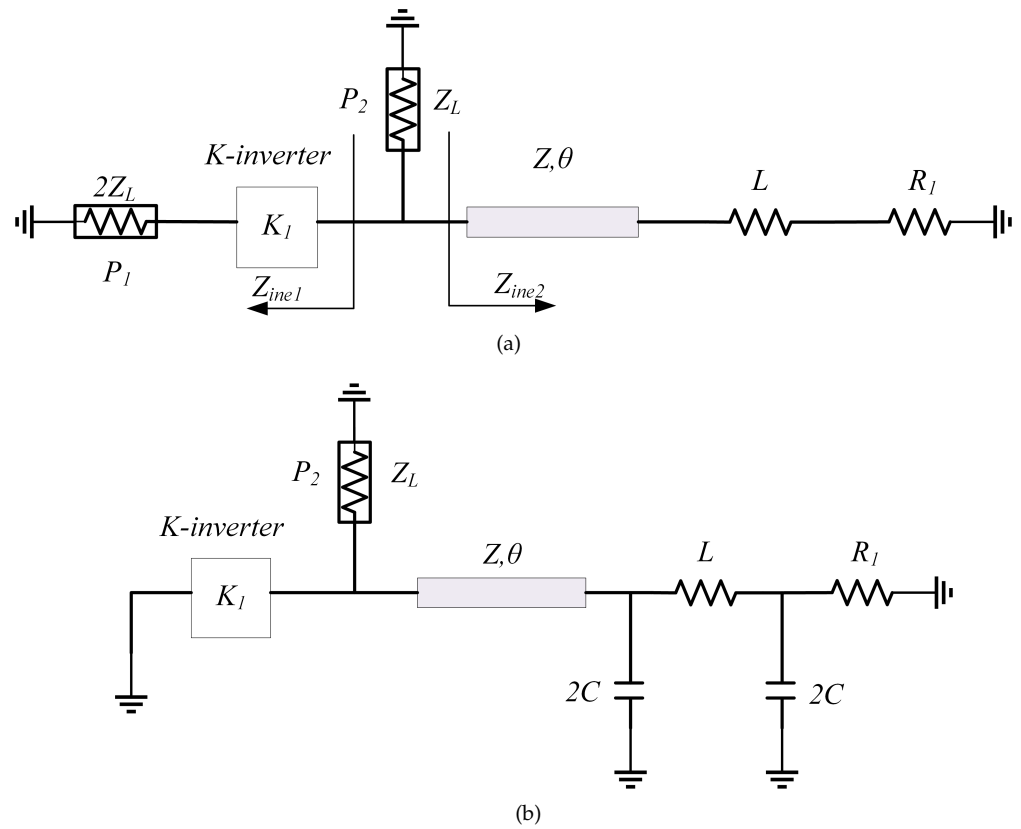 P2 ZL
K-inverter
Z,θ
L
R1
2ZL
K1
P1
Zine1
Zine2
(a)
P2 ZL
K-inverter
Z,θ
L
R1
K1
2C
2C
(b)